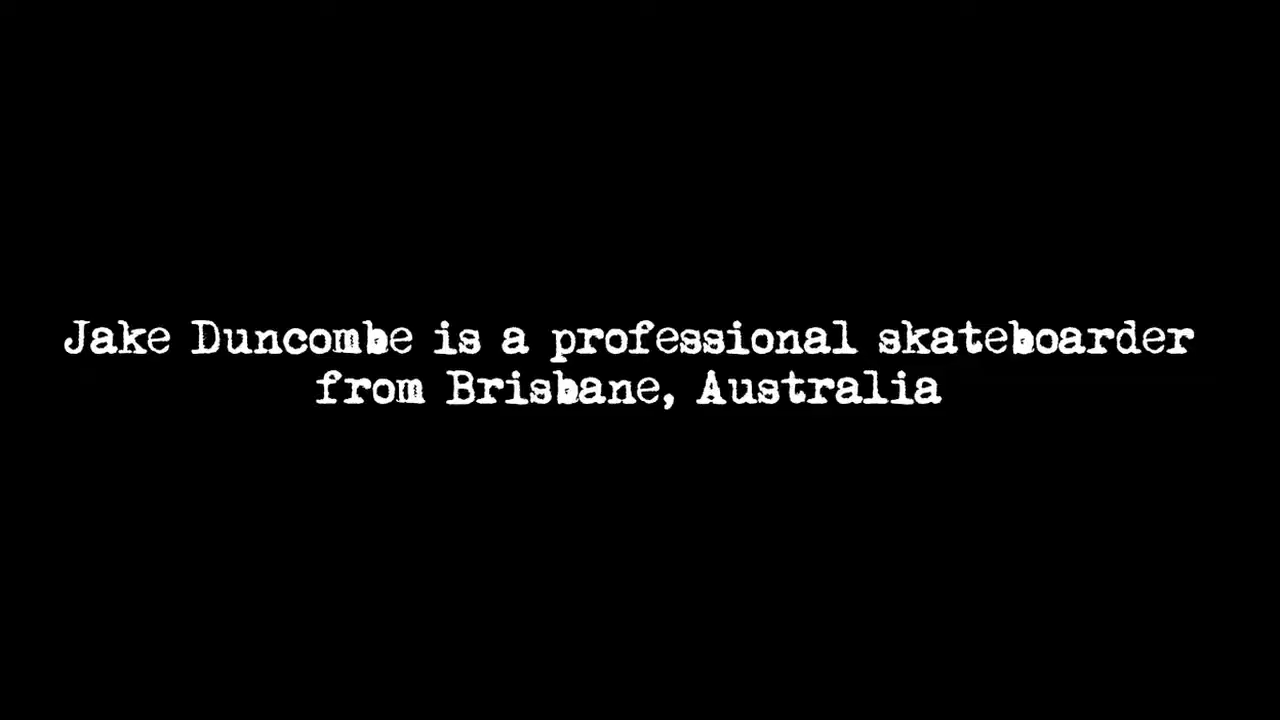 Jake Duncombe is a professional skateboarder
from Brisbane, Australia